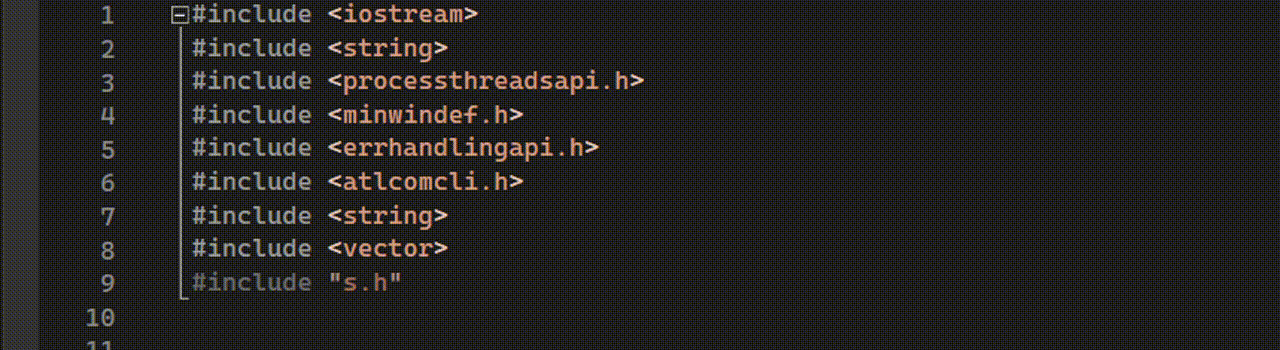 1 #include <iostream>
2 #include <string>
3 #include <processthreadsapi.h>
4 #include <minwindef.h>
5 #include <errhandlingapi.h>
6 #include <atlcomcli.h>
7 #include <string>
8 #include <vector>
9 #include "s.h"
10
11